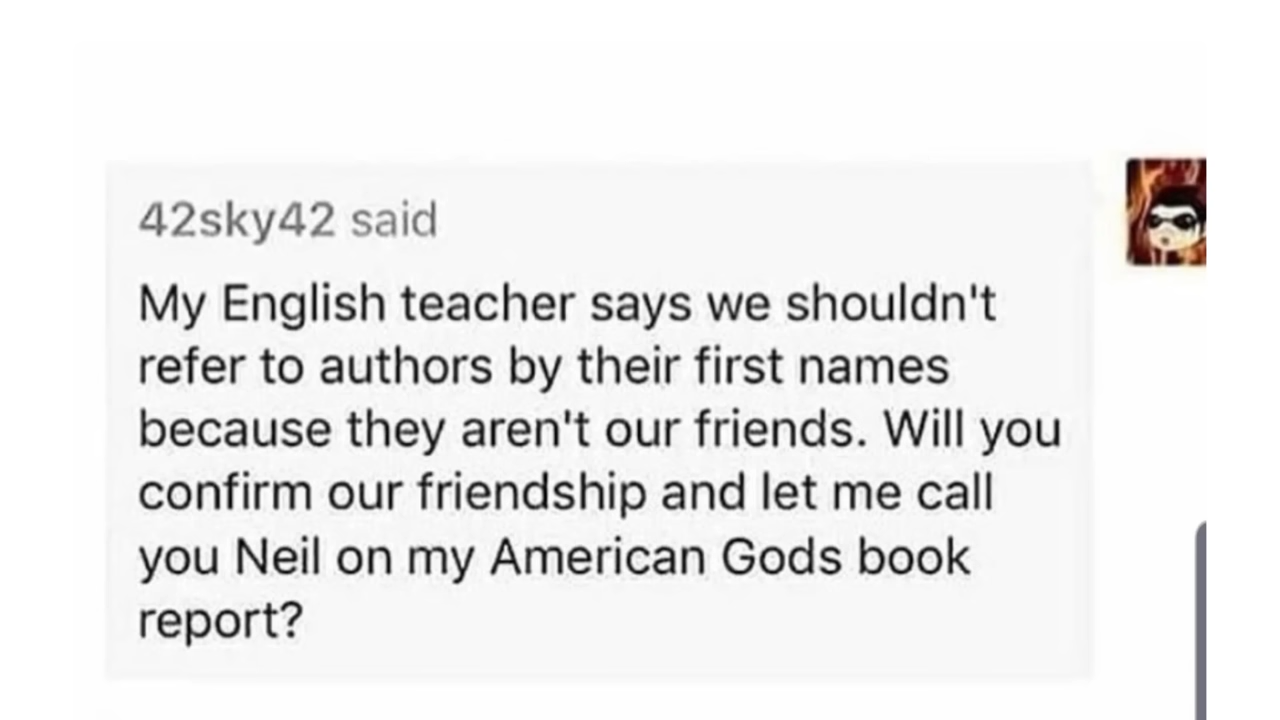 42sky42 said
My English teacher says we shouldn't
refer to authors by their first names
because they aren't our friends. Will you
confirm our friendship and let me call
you Neil on my American Gods book
report?